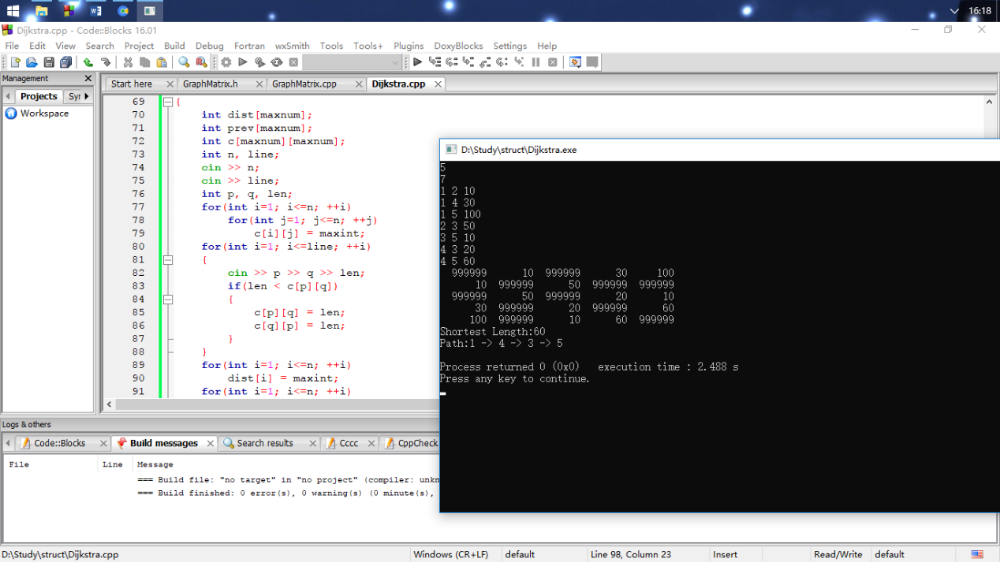 16:18
Dijkstra.cpp - Code::Blocks 16.01
File Edit View Search Project Build Debug Fortran wxSmith Tools Tools+ Plugins DoxyBlocks Settings Help
Management
Start here GraphMatrix.h GraphMatrix.cpp Dijkstra.cpp
Projects Syr
Workspace
69 {
70 int dist[maxnum];
71 int prev[maxnum];
72 int c[maxnum][maxnum];
73 int n, line;
74 cin >> n;
75 cin >> line;
76 int p, q, len;
77 for(int i=1; i<=n; ++i)
78 for(int j=1; j<=n; ++j)
79 c[i][j] = maxint;
80 for(int i=1; i<=line; ++i)
81 {
82 cin >> p >> q >> len;
83 if(len < c[p][q])
84 {
85 c[p][q] = len;
86 c[q][p] = len;
87 }
88 }
89 for(int i=1; i<=n; ++i)
90 dist[i] = maxint;
91 for(int i=1; i<=n; ++i)
D:\Study\struct\Dijkstra.exe
5
7
1 2 10
1 4 30
1 5 100
2 3 50
3 5 10
4 3 20
4 5 60
999999 10 999999 30 100
10 999999 50 999999 999999
999999 50 999999 20 10
30 999999 20 999999 60
100 999999 10 60 999999
Shortest Length:60
Path:1 -> 4 -> 3 -> 5
Process returned 0 (0x0) execution time : 2.488 s
Press any key to continue.
Logs & others
Code::Blocks Build messages Search results Cccc CppCheck
File Line Message
=== Build file: "no target" in "no project" (compiler: unkn
=== Build finished: 0 error(s), 0 warning(s) (0 minute(s),
D:\Study\struct\Dijkstra.cpp Windows (CR+LF) default Line 98, Column 23 Insert Read/Write default